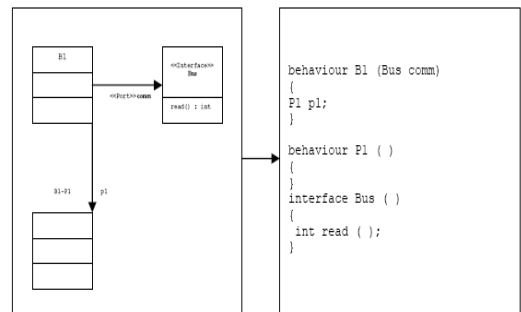 B1
<<Interface>>
Bus
<<Port>>comm
read() : int
B1-P1
p1
behaviour B1 (Bus comm)
{
P1 p1;
}
behaviour P1 ( )
{
}
interface Bus ( )
{
int read ( );
}